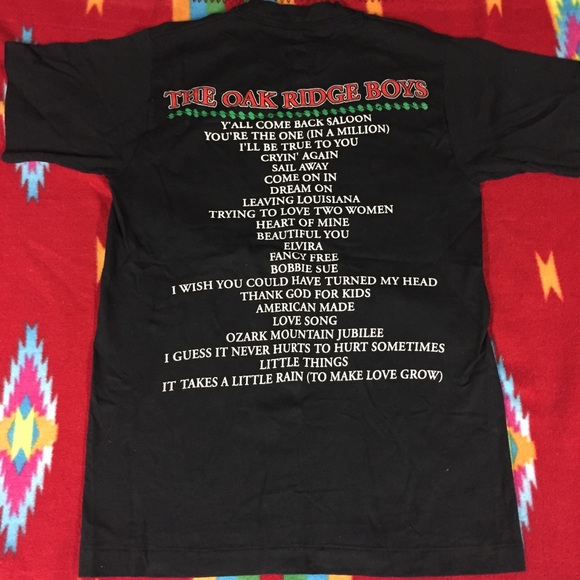 THE OAK RIDGE BOYS
Y'ALL COME BACK SALOON
YOU'RE THE ONE (IN A MILLION)
I'LL BE TRUE TO YOU
CRYIN' AGAIN
SAIL AWAY
COME ON IN
DREAM ON
LEAVING LOUISIANA
TRYING TO LOVE TWO WOMEN
HEART OF MINE
BEAUTIFUL YOU
ELVIRA
FANCY FREE
BOBBIE SUE
I WISH YOU COULD HAVE TURNED MY HEAD
THANK GOD FOR KIDS
AMERICAN MADE
LOVE SONG
OZARK MOUNTAIN JUBILEE
I GUESS IT NEVER HURTS TO HURT SOMETIMES
LITTLE THINGS
IT TAKES A LITTLE RAIN (TO MAKE LOVE GROW)